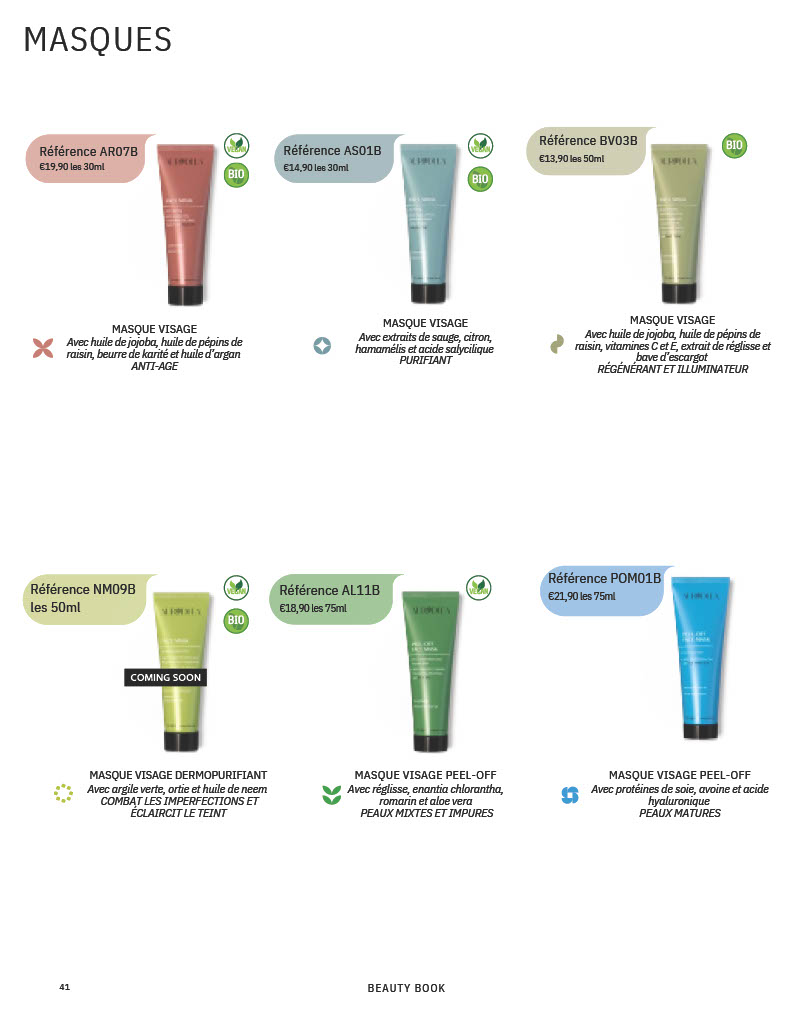 MASQUES
Référence AR07B
€19,90 les 30ml
VEGAN
BIO
Référence AS01B
€14,90 les 30ml
VEGAN
BIO
Référence BV03B
€13,90 les 50ml
BIO
MASQUE VISAGE
Avec huile de jojoba, huile de pépins de
raisin, beurre de karité et huile d'argan
ANTI-AGE
MASQUE VISAGE
Avec extraits de sauge, citron,
hamamélis et acide salycilique
PURIFIANT
MASQUE VISAGE
Avec huile de jojoba, huile de pépins de
raisin, vitamines C et E, extrait de réglisse et
bave d'escargot
RÉGÉNÉRANT ET ILLUMINATEUR
Référence NM09B
les 50ml
VEGAN
BIO
FACE MASK
COMING SOON
Référence AL11B
€18,90 les 75ml
VEGAN
PEEL-OFF
FACE MASK
Référence POM01B
€21,90 les 75ml
PEEL-OFF
FACE MASK
MASQUE VISAGE DERMOPURIFIANT
Avec argile verte, ortie et huile de neem
COMBAT LES IMPERFECTIONS ET
ÉCLAIRCIT LE TEINT
MASQUE VISAGE PEEL-OFF
Avec réglisse, enantia chlorantha,
romarin et aloe vera
PEAUX MIXTES ET IMPURES
MASQUE VISAGE PEEL-OFF
Avec protéines de soie, avoine et acide
hyaluronique
PEAUX MATURES
41
BEAUTY BOOK